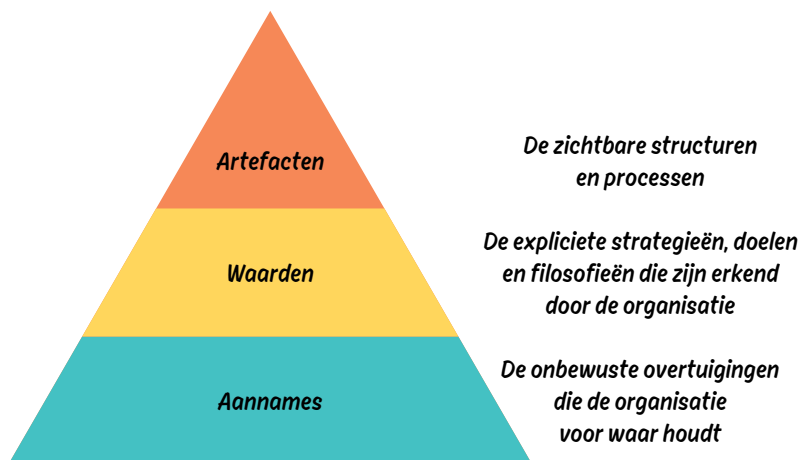 Artefacten
De zichtbare structuren
en processen
Waarden
De expliciete strategieën, doelen
en filosofieën die zijn erkend
door de organisatie
Aannames
De onbewuste overtuigingen
die de organisatie
voor waar houdt